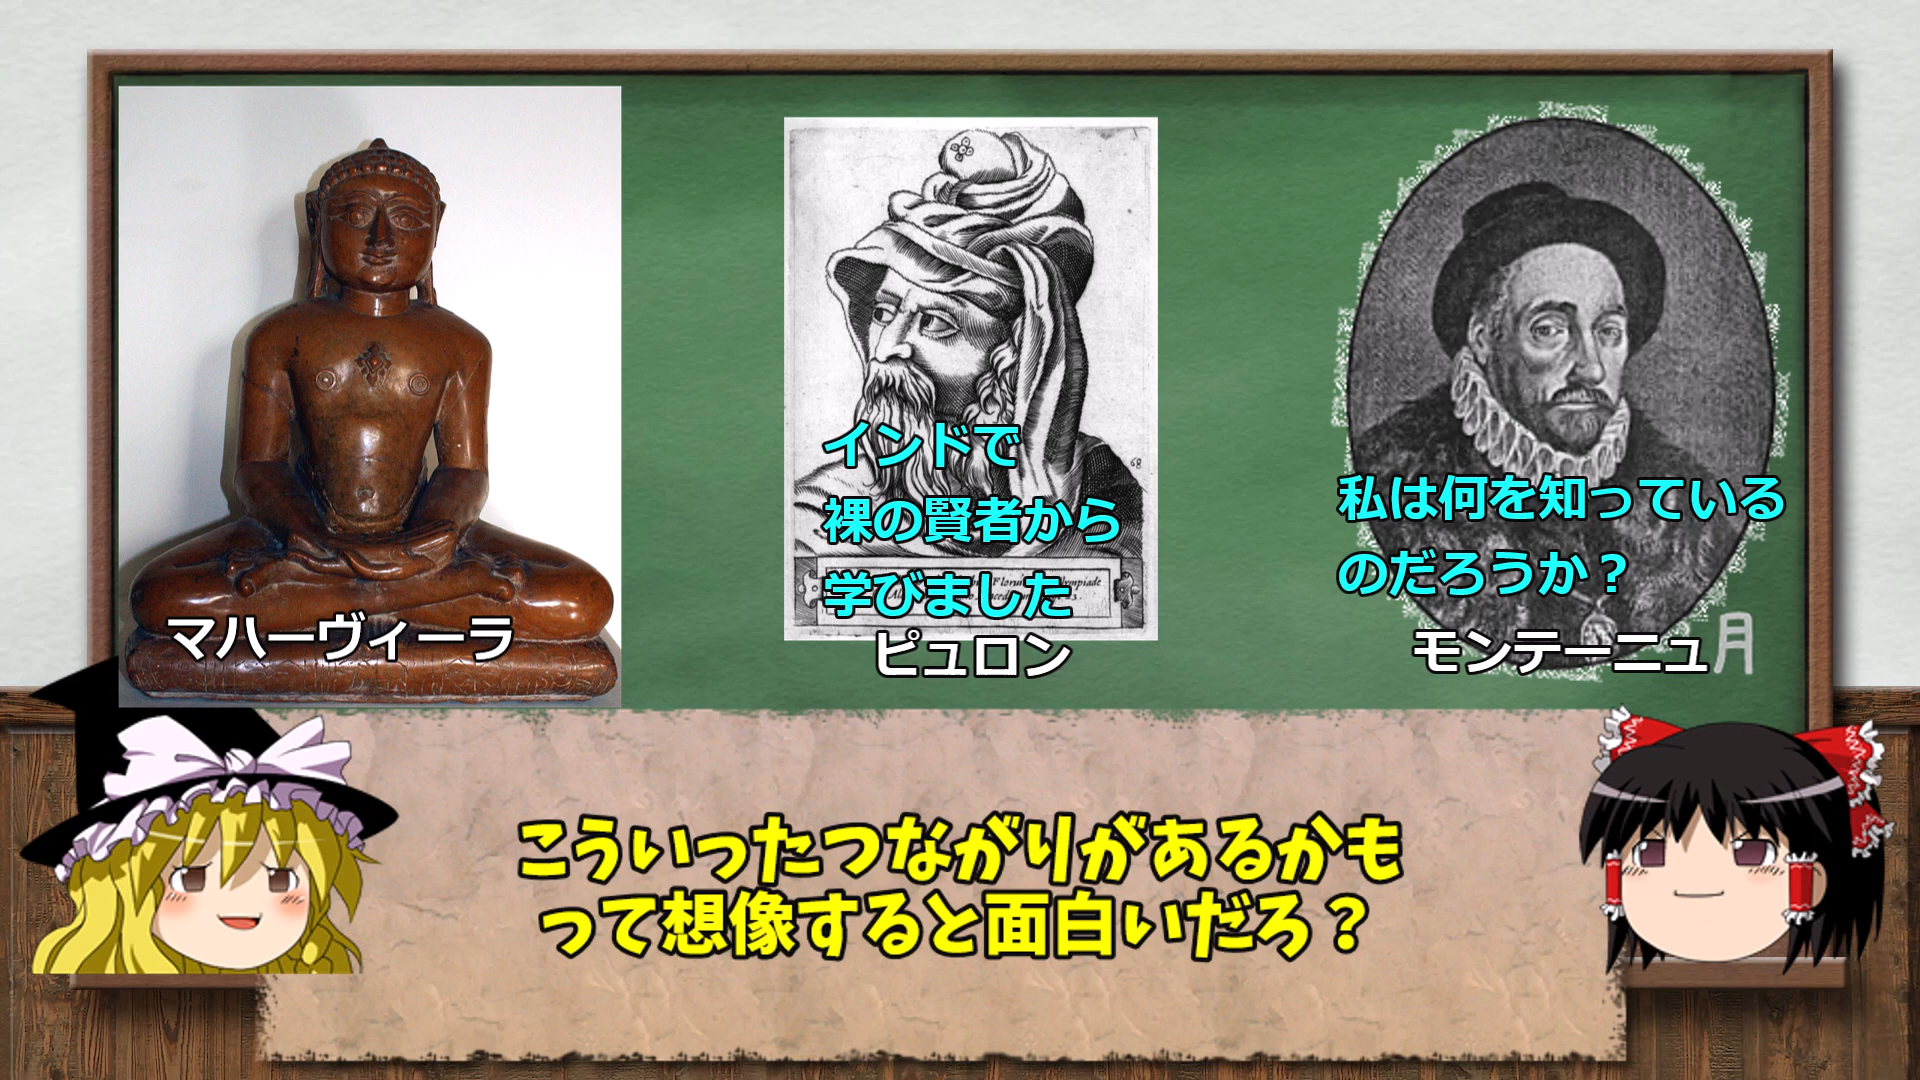 マハーヴィーラ
インドで
裸の賢者から
学びました
ピュロン
68
私は何を知っている
のだろうか？
モンテーニュ
月
こういったつながりがあるかも
って想像すると面白いだろ？